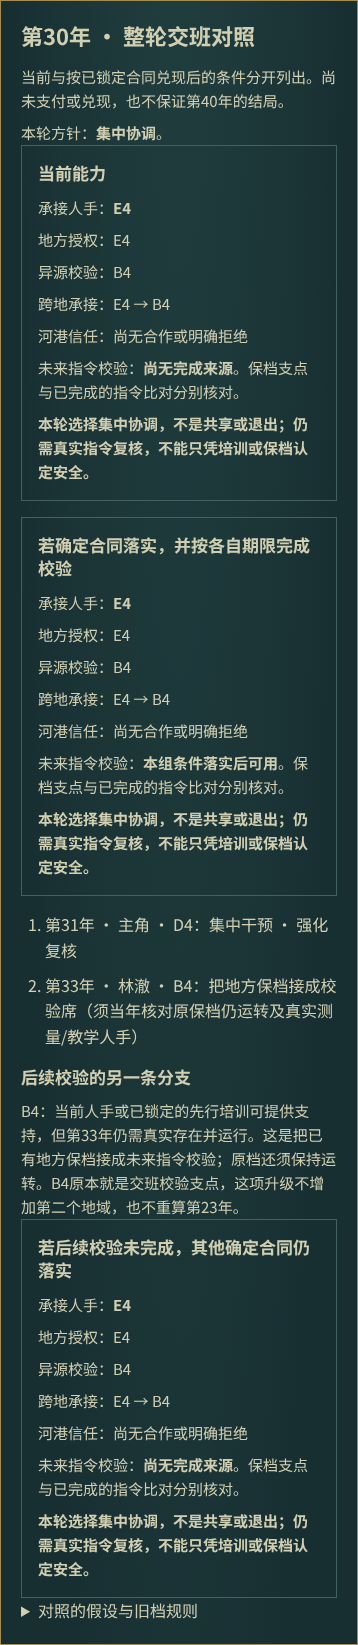 第30年 · 整轮交班对照
当前与按已锁定合同兑现后的条件分开列出。尚
未支付或兑现，也不保证第40年的结局。
本轮方针：集中协调。
当前能力
承接人手：E4
地方授权：E4
异源校验：B4
跨地承接：E4 → B4
河港信任：尚无合作或明确拒绝
未来指令校验：尚无完成来源。保档支点
与已完成的指令比对分别核对。
本轮选择集中协调，不是共享或退出；仍
需真实指令复核，不能只凭培训或保档认
定安全。
若确定合同落实，并按各自期限完成
校验
承接人手：E4
地方授权：E4
异源校验：B4
跨地承接：E4 → B4
河港信任：尚无合作或明确拒绝
未来指令校验：本组条件落实后可用。保
档支点与已完成的指令比对分别核对。
本轮选择集中协调，不是共享或退出；仍
需真实指令复核，不能只凭培训或保档认
定安全。
1. 第31年 · 主角 · D4：集中干预 · 强化
复核
2. 第33年 · 林澈 · B4：把地方保档接成校
验席（须当年核对原保档仍运转及真实测
量/教学人手）
后续校验的另一条分支
B4：当前人手或已锁定的先行培训可提供支
持，但第33年仍需真实存在并运行。这是把已
有地方保档接成未来指令校验；原档还须保持运
转。B4原本就是交班校验支点，这项升级不增
加第二个地域，也不重算第23年。
若后续校验未完成，其他确定合同仍
落实
承接人手：E4
地方授权：E4
异源校验：B4
跨地承接：E4 → B4
河港信任：尚无合作或明确拒绝
未来指令校验：尚无完成来源。保档支点
与已完成的指令比对分别核对。
本轮选择集中协调，不是共享或退出；仍
需真实指令复核，不能只凭培训或保档认
定安全。
▶ 对照的假设与旧档规则